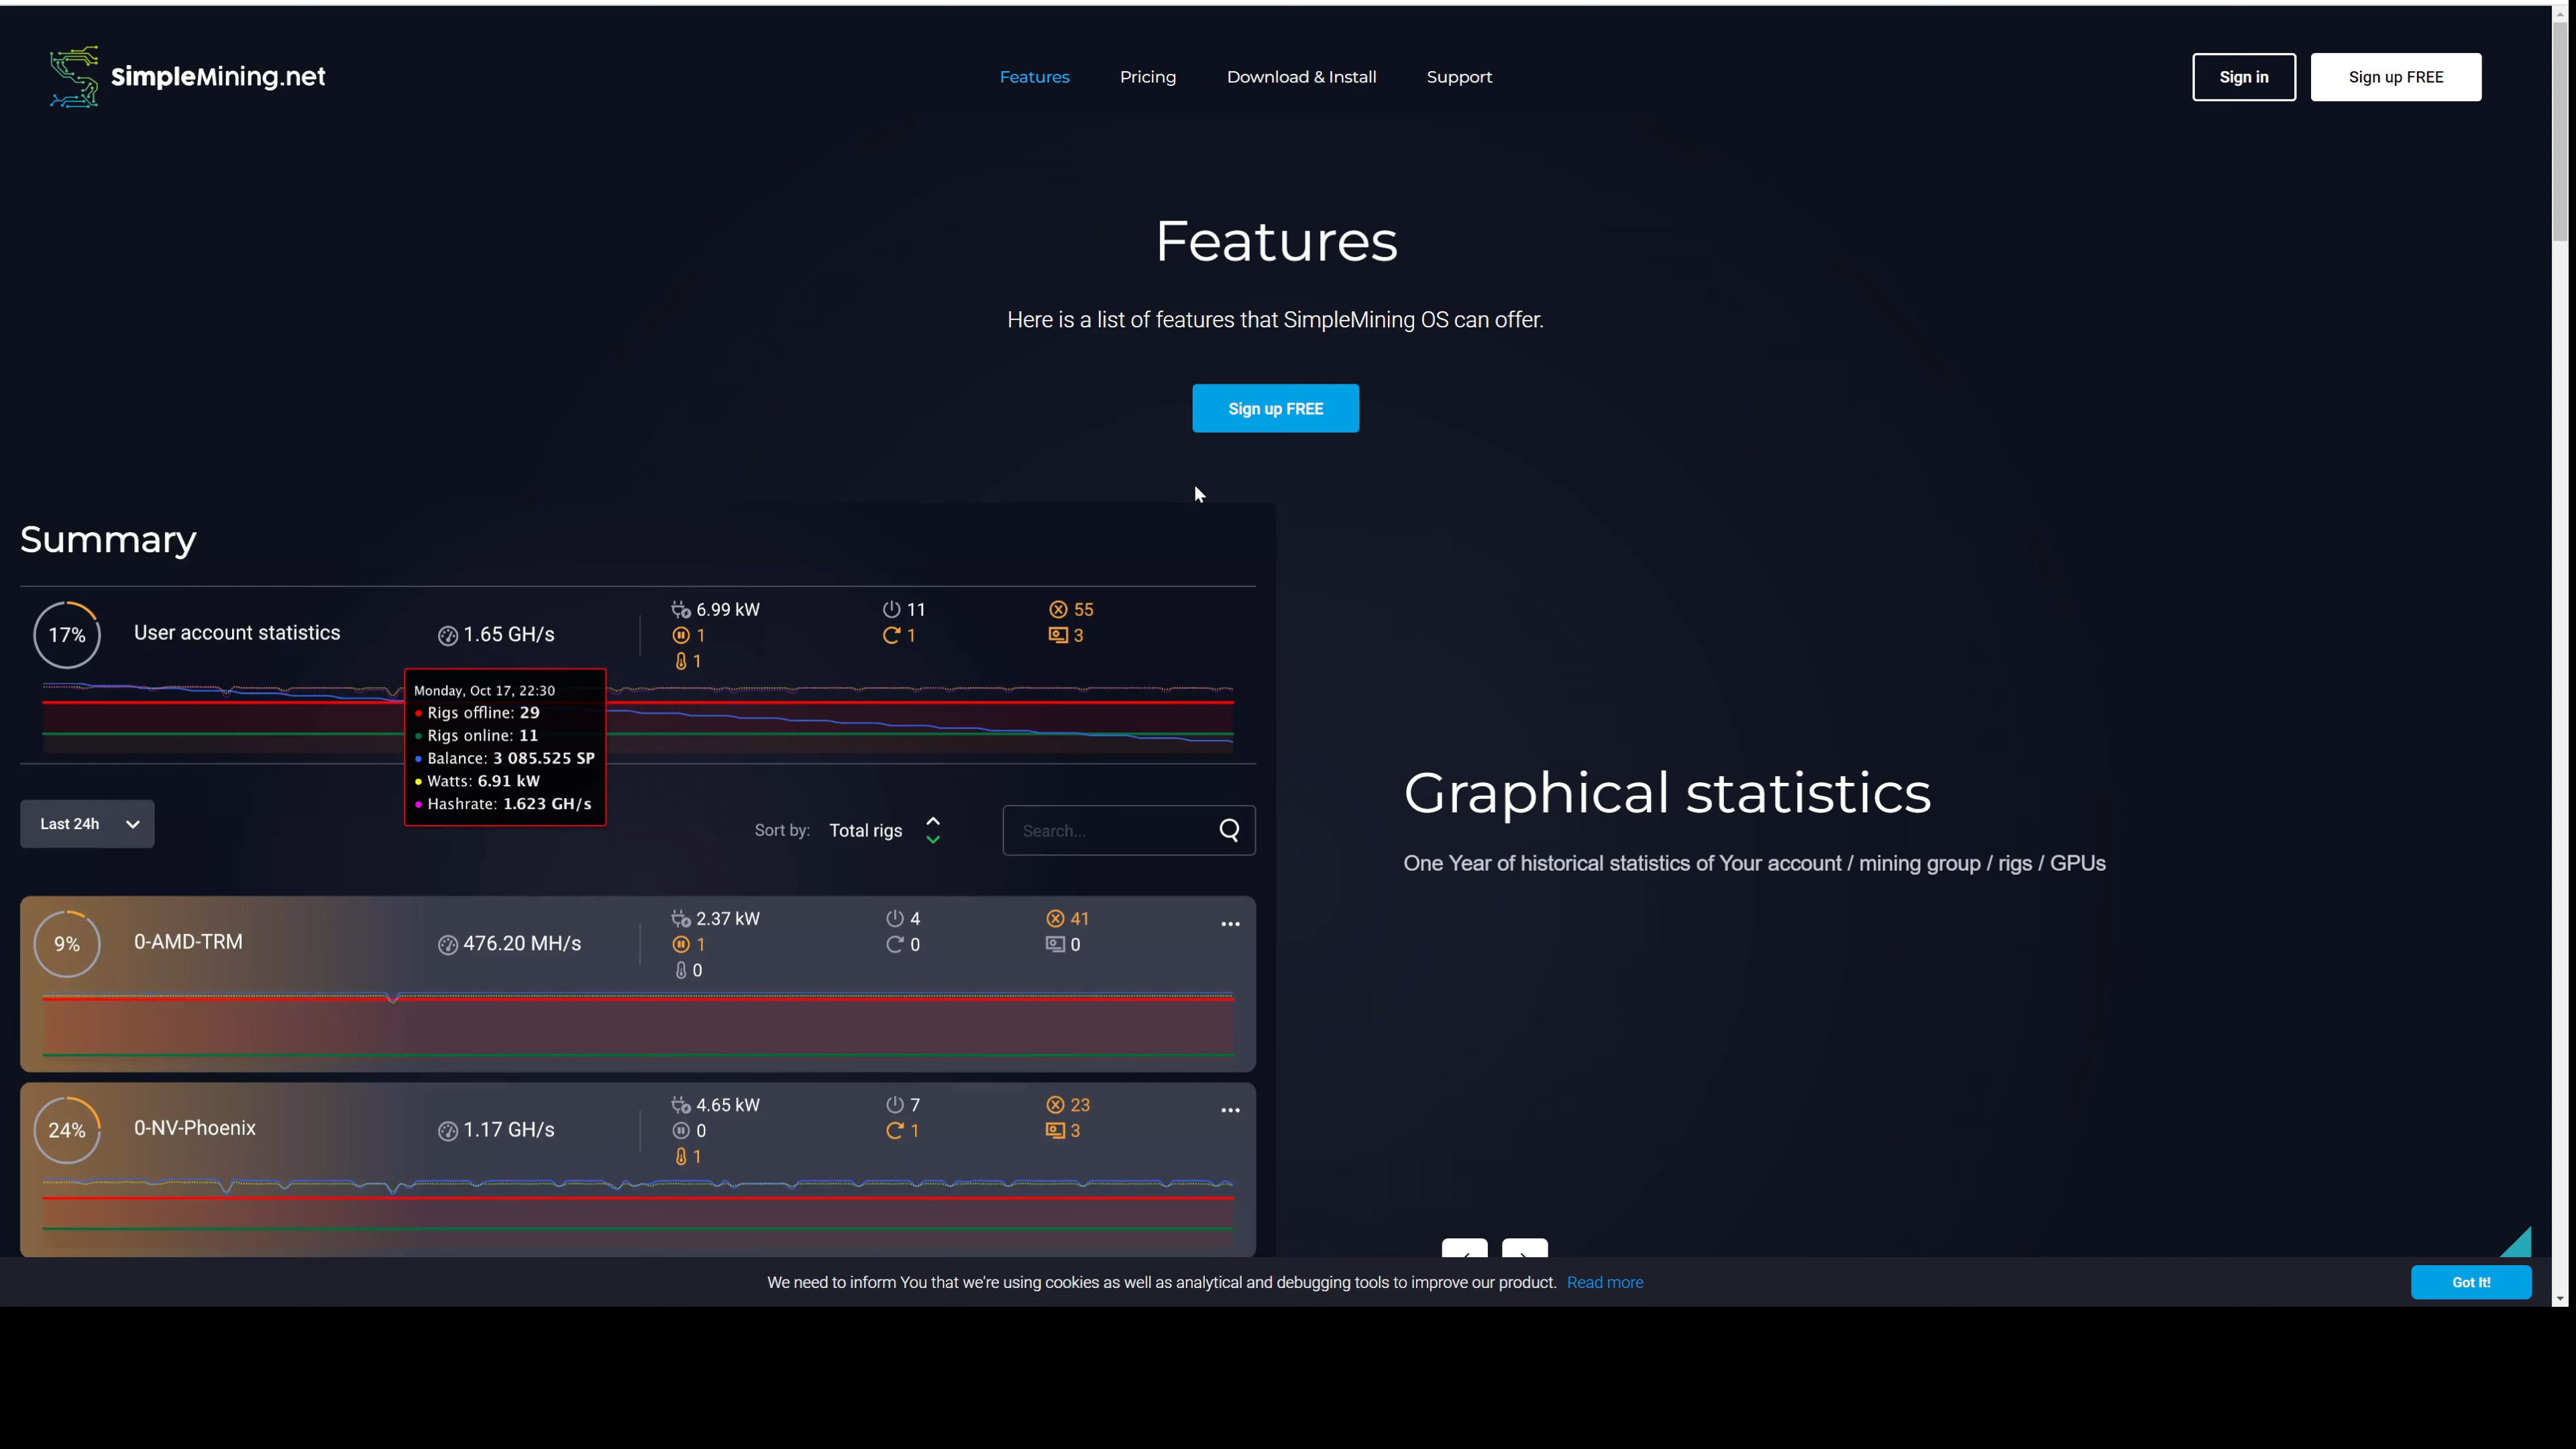 SimpleMining.net
Features
Pricing
Download & Install
Support
Sign in
Sign up FREE
Features
Here is a list of features that SimpleMining OS can offer.
Sign up FREE
Summary
17%
User account statistics
1.65 GH/s
6.99 kW
11
55
1
1
3
1
Monday, Oct 17, 22:30
Rigs offline: 29
Rigs online: 11
Balance: 3 085.525 SP
Watts: 6.91 kW
Hashrate: 1.623 GH/s
Last 24h
Sort by: Total rigs
Search...
Graphical statistics
One Year of historical statistics of Your account / mining group / rigs / GPUs
9%
0-AMD-TRM
476.20 MH/s
2.37 kW
4
41
1
0
0
0
24%
0-NV-Phoenix
1.17 GH/s
4.65 kW
7
23
0
1
3
1
We need to inform You that we're using cookies as well as analytical and debugging tools to improve our product. Read more
Got It!